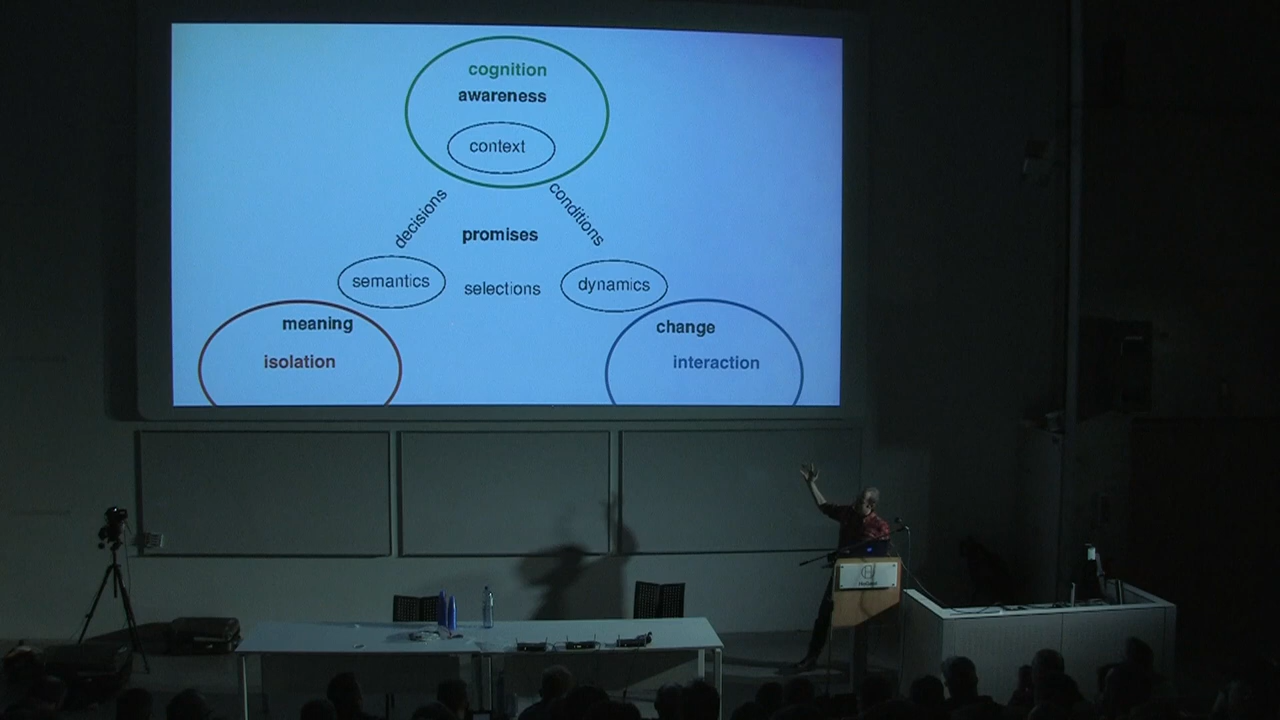 cognition
awareness
context
decisions
conditions
promises
semantics
selections
dynamics
meaning
change
isolation
interaction